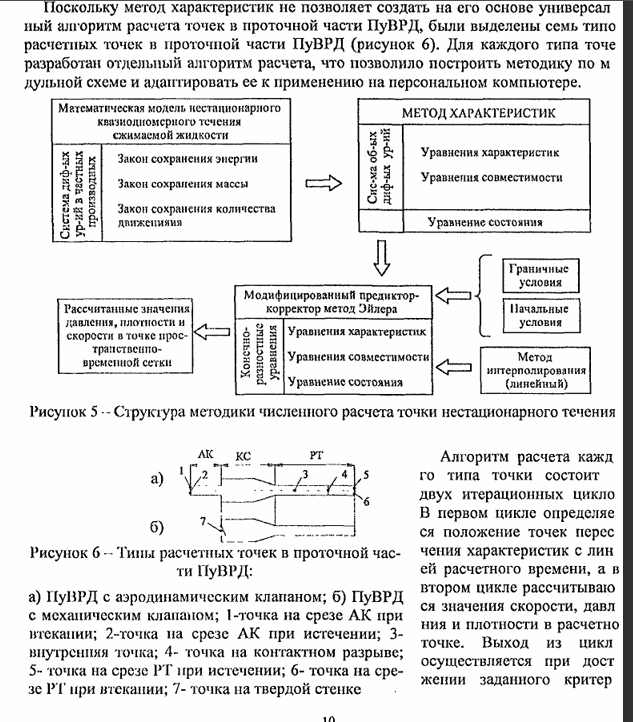 Поскольку метод характеристик не позволяет создать на его основе универсал
ный алгоритм расчета точек в проточной части ПуВРД, были выделены семь типо
расчетных точек в проточной части ПуВРД (рисунок 6). Для каждого типа точе
разработан отдельный алгоритм расчета, что позволило построить методику по м
дульной схеме и адаптировать ее к применению на персональном компьютере.
Математическая модель нестационарного
квазиодномерного течения
сжимаемой жидкости
Система диф-ых
ур-ий в частных
производных
Закон сохранения энергии
Закон сохранения массы
Закон сохранения количества
движениия
МЕТОД ХАРАКТЕРИСТИК
Сис-ма об-ых
диф-ых ур-ий
Уравнения характеристик
Уравнения совместимости
Уравнение состояния
Граничные
условия
Начальные
условия
Модифицированный предиктор-
корректор метод Эйлера
Конечно-
разностные
уравнения
Уравнения характеристик
Уравнения совместимости
Уравнение состояния
Рассчитанные значения
давления, плотности и
скорости в точке прос-
транственно-
временной сетки
Метод
интерполирования
(линейный)
Рисунок 5 -- Структура методики численного расчета точки нестационарного течения
АК КС РТ
а) 1 2 3 4 5
6
б) 7
Рисунок 6 – Типы расчетных точек в проточной час-
ти ПуВРД:
а) ПуВРД с аэродинамическим клапаном; б) ПуВРД
с механическим клапаном; 1-точка на срезе АК при
втекании; 2-точка на срезе АК при истечении; 3-
внутренняя точка; 4- точка на контактном разрыве;
5- точка на срезе РТ при истечении; 6- точка на сре-
зе РТ при втекании; 7- точка на твердой стенке
Алгоритм расчета кажд
го типа точки состоит
двух итерационных цикло
В первом цикле определяе
ся положение точек перес
чения характеристик с лин
ей расчетного времени, а в
втором цикле рассчитываю
ся значения скорости, давл
ния и плотности в расчетно
точке. Выход из цикл
осуществляется при дост
жении заданного критер
10